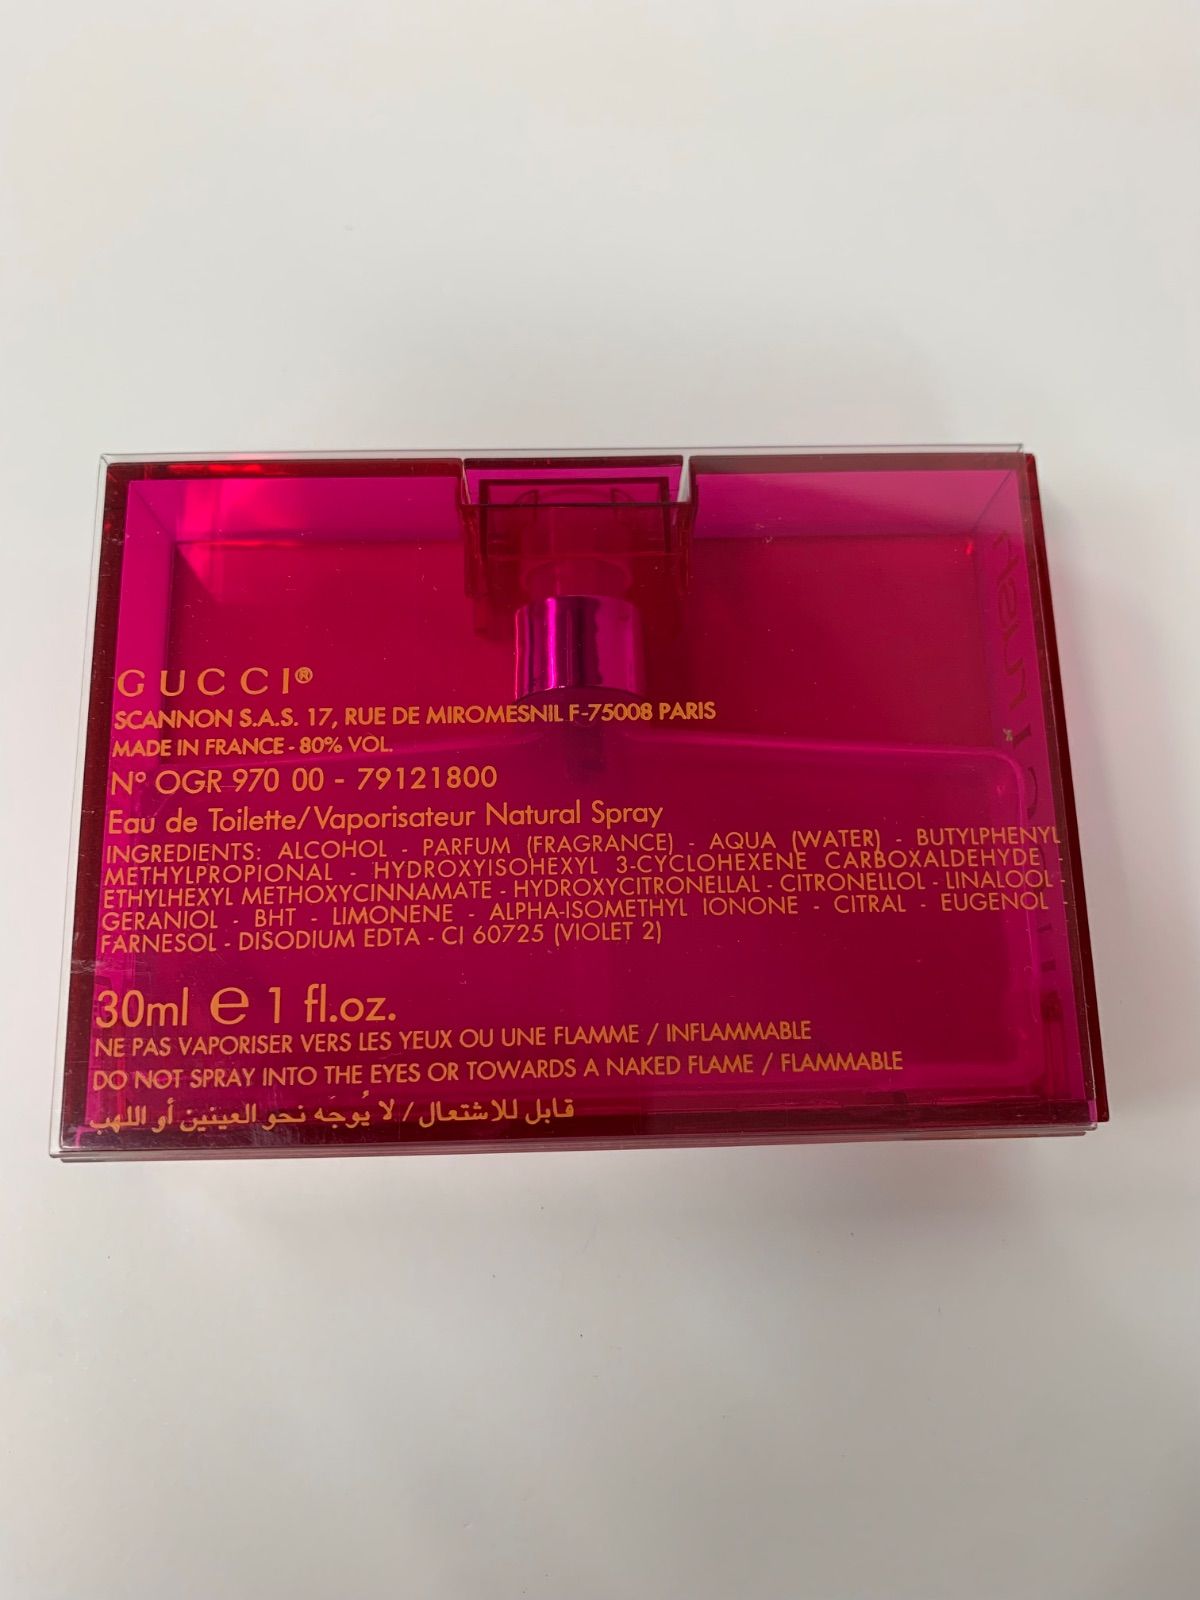 GUCCI®
SCANNON S.A.S. 17, RUE DE MIROMESNIL F-75008 PARIS
MADE IN FRANCE - 80% VOL.
N° OGR 970 00 - 79121800
Eau de Toilette/Vaporisateur Natural Spray
INGREDIENTS: ALCOHOL - PARFUM (FRAGRANCE) - AQUA (WATER) - BUTYLPHENYL
METHYLPROPIONAL - HYDROXYISOHEXYL 3-CYCLOHEXENE CARBOXALDEHYDE -
ETHYLHEXYL METHOXYCINNAMATE - HYDROXYCITRONELLAL - CITRONELLOL - LINALOOL -
GERANIOL - BHT - LIMONENE - ALPHA-ISOMETHYL IONONE - CITRAL - EUGENOL -
FARNESOL - DISODIUM EDTA - CI 60725 (VIOLET 2)
30ml e 1 fl.oz.
NE PAS VAPORISER VERS LES YEUX OU UNE FLAMME / INFLAMMABLE
DO NOT SPRAY INTO THE EYES OR TOWARDS A NAKED FLAME / FLAMMABLE
قابل للاشتعال / لا يُوجَه نحو العينين أو اللهب